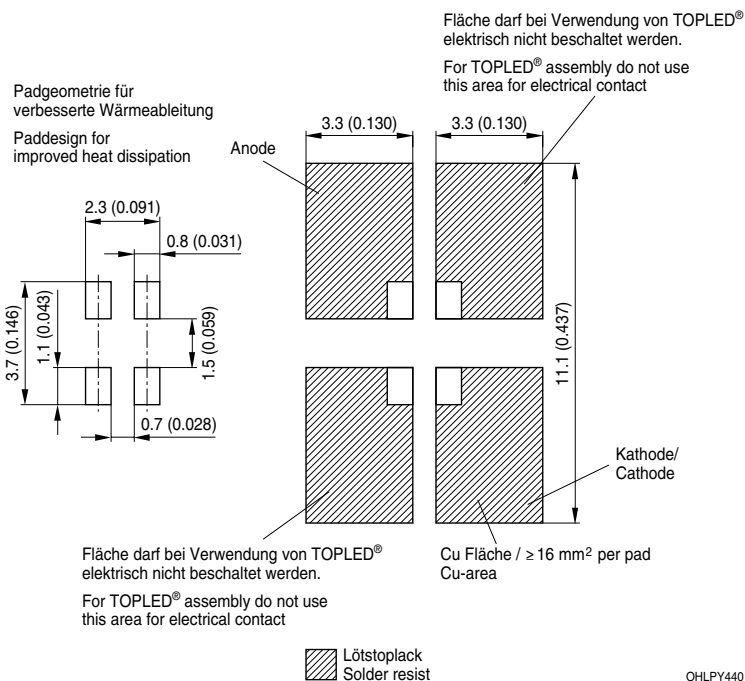 Fläche darf bei Verwendung von TOPLED®
elektrisch nicht beschaltet werden.
For TOPLED® assembly do not use
this area for electrical contact
Padgeometrie für
verbesserte Wärmeableitung
Paddesign for
improved heat dissipation
Anode
3.3 (0.130)
3.3 (0.130)
2.3 (0.091)
0.8 (0.031)
3.7 (0.146)
1.1 (0.043)
1.5 (0.059)
11.1 (0.437)
0.7 (0.028)
Kathode/
Cathode
Fläche darf bei Verwendung von TOPLED®
elektrisch nicht beschaltet werden.
For TOPLED® assembly do not use
this area for electrical contact
Cu Fläche / ≥ 16 mm² per pad
Cu-area
Lötstoplack
Solder resist
OHLPY440